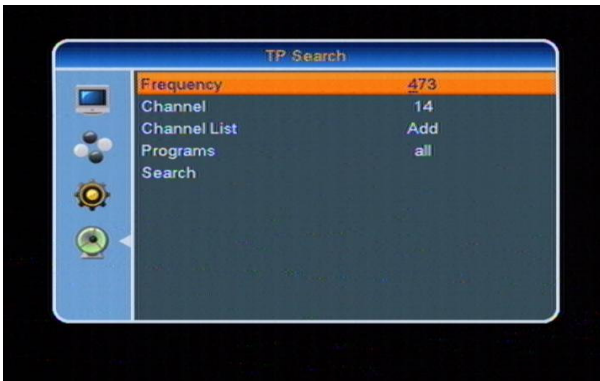 TP Search
Frequency 473
Channel 14
Channel List Add
Programs all
Search